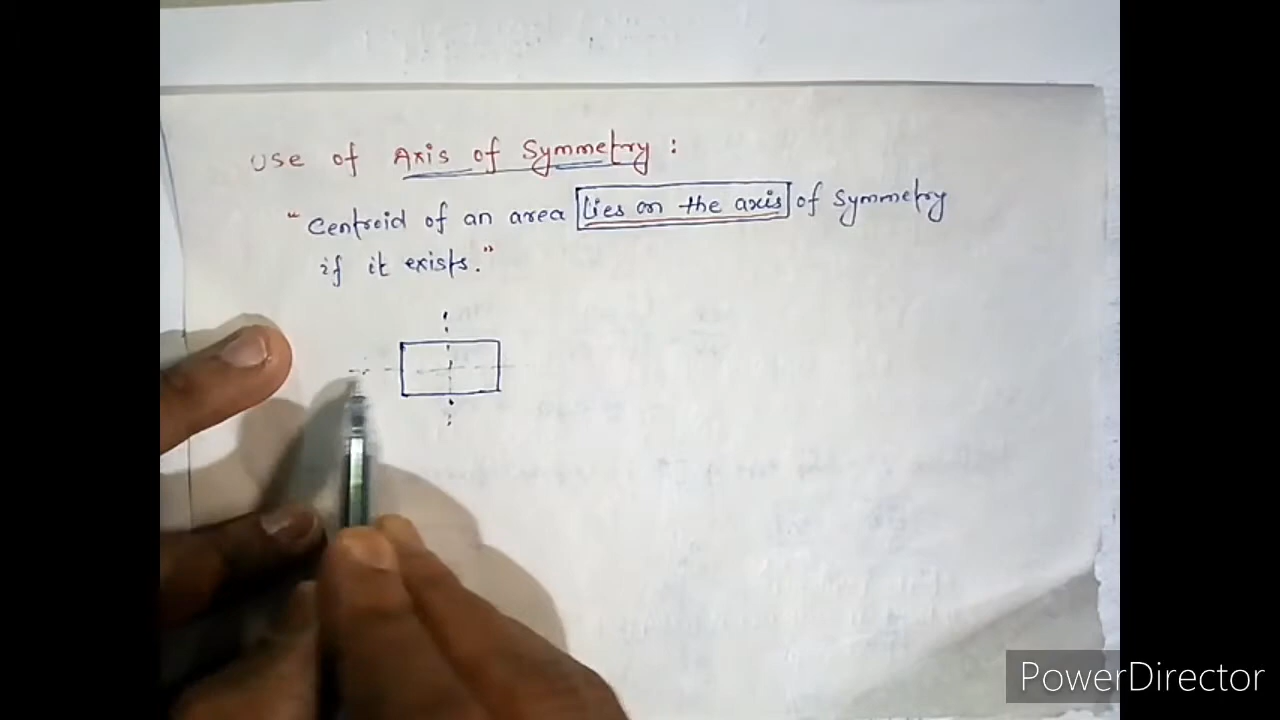 Use of Axis of Symmetry :
"Centroid of an area lies on the axis of symmetry
if it exists."
PowerDirector